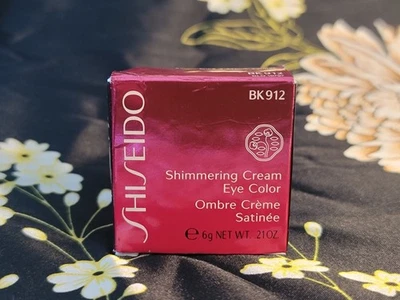 SHISEIDO
BK912
Shimmering Cream
Eye Color
Ombre Crème
Satinée
℮ 6g NET WT. .21OZ